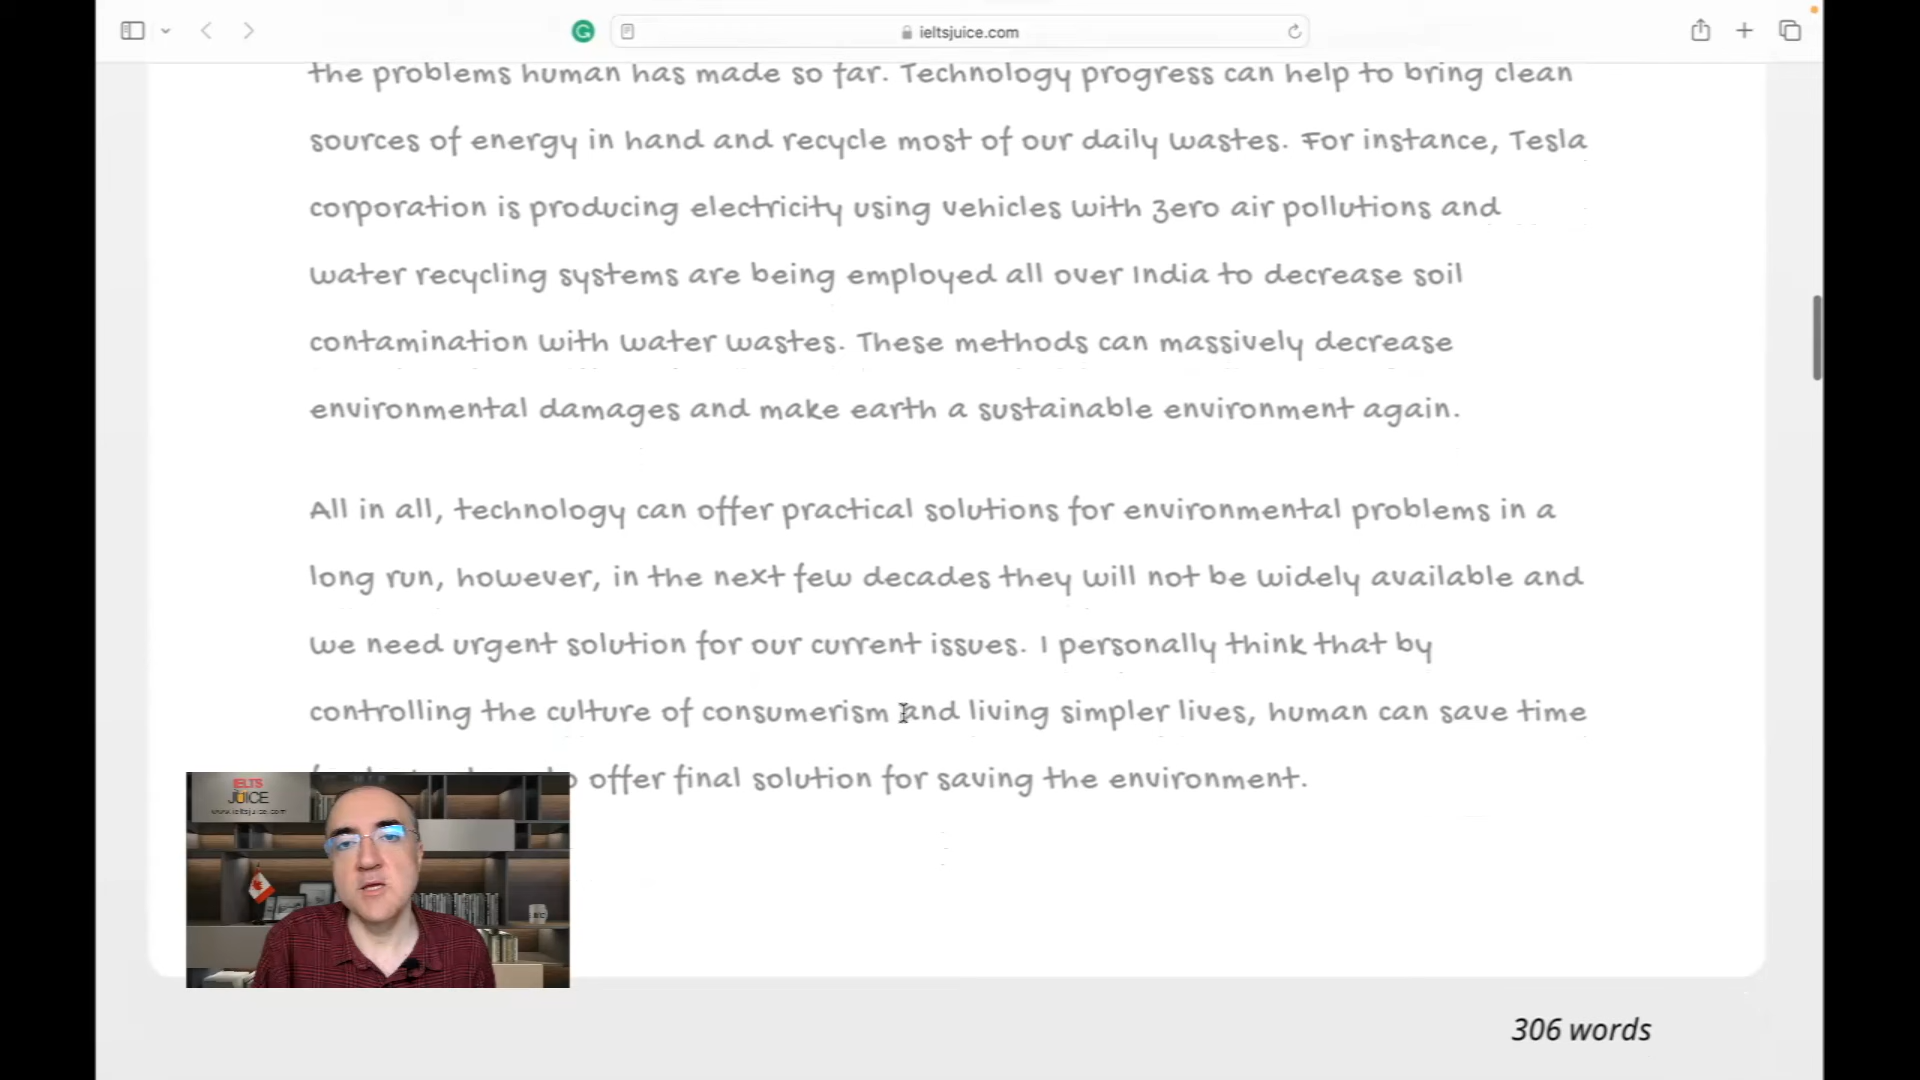 ieltsjuice.com
the problems human has made so far. Technology progress can help to bring clean
sources of energy in hand and recycle most of our daily wastes. For instance, Tesla
corporation is producing electricity using vehicles with zero air pollutions and
water recycling systems are being employed all over India to decrease soil
contamination with water wastes. These methods can massively decrease
environmental damages and make earth a sustainable environment again.
All in all, technology can offer practical solutions for environmental problems in a
long run, however, in the next few decades they will not be widely available and
we need urgent solution for our current issues. I personally think that by
controlling the culture of consumerism and living simpler lives, human can save time
offer final solution for saving the environment.
IELTS
JUICE
www.ieltsjuice.com
306 words